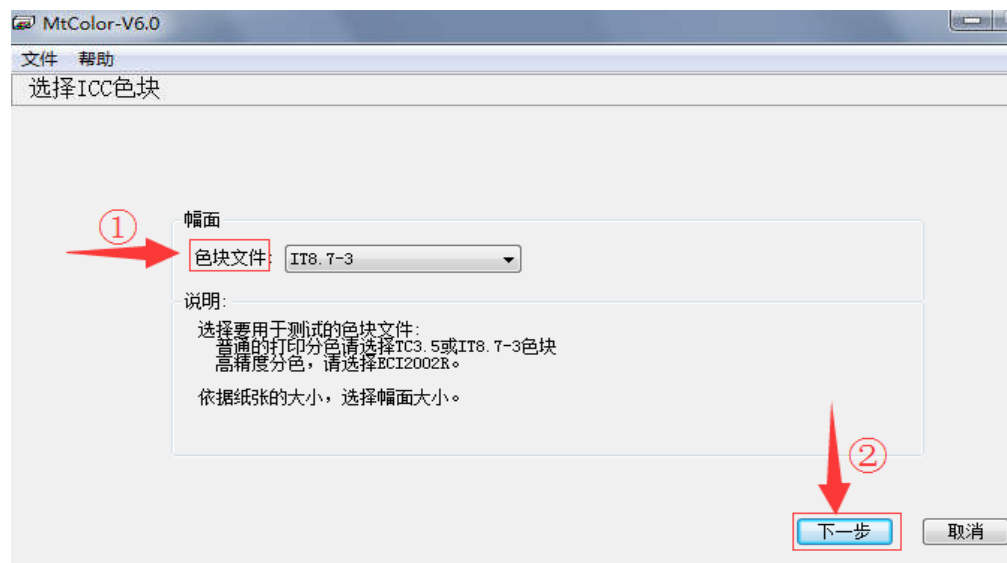 MtColor-V6.0
文件 帮助
选择ICC色块
幅面
①
色块文件: IT8.7-3
说明:
选择要用于测试的色块文件:
普通的打印分色请选择TC3.5或IT8.7-3色块
高精度分色，请选择ECI2002R。
依据纸张的大小，选择幅面大小。
②
下一步 取消